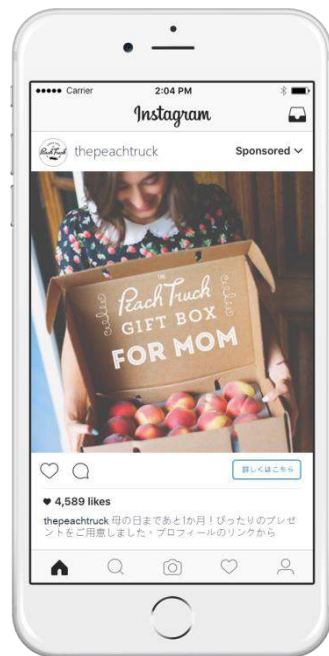 Carrier
2:04 PM
Instagram
Peach Truck
thepeachtruck
Sponsored
THE
Peach Truck
GIFT BOX
FOR MOM
詳しくはこちら
4,589 likes
thepeachtruck 母の日まであと1か月！ぴったりのプレゼ
ントをご用意しました・プロフィールのリンクから